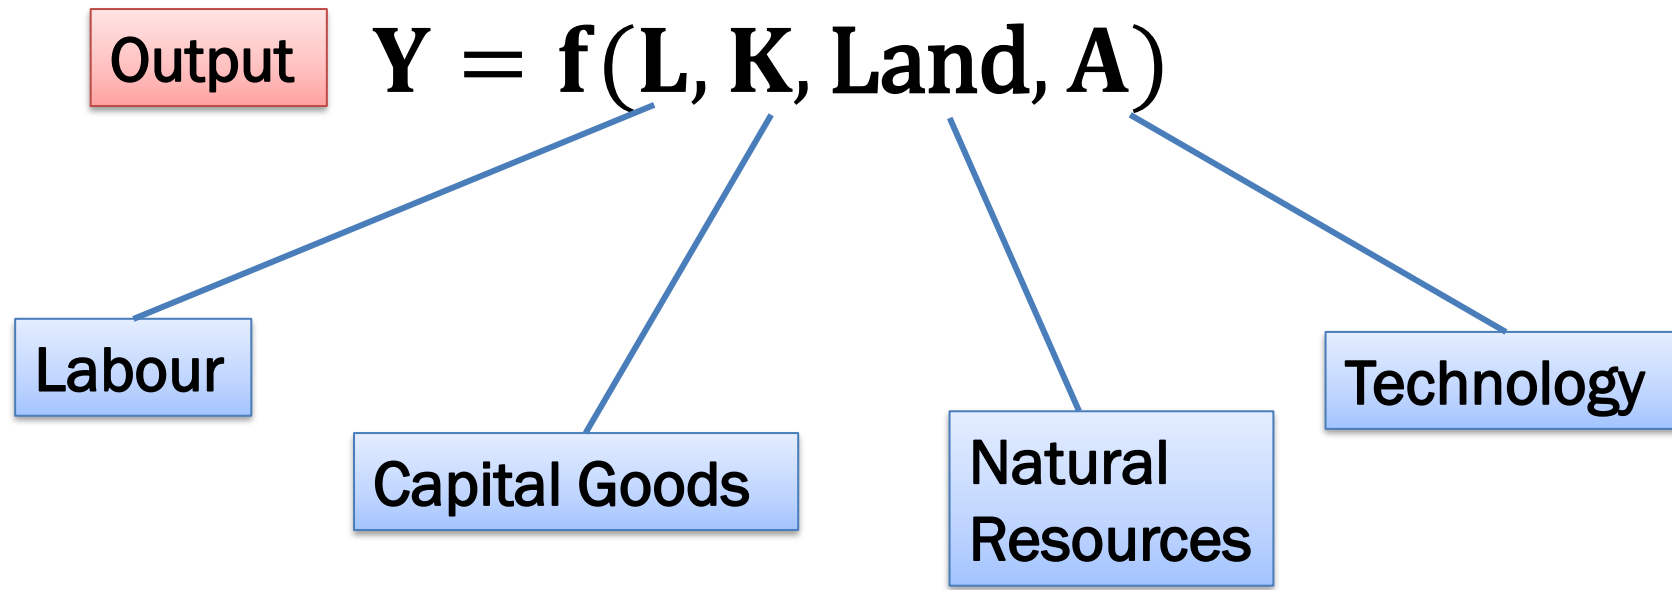 Output Y = f(L, K, Land, A)
Labour
Capital Goods
Natural
Resources
Technology